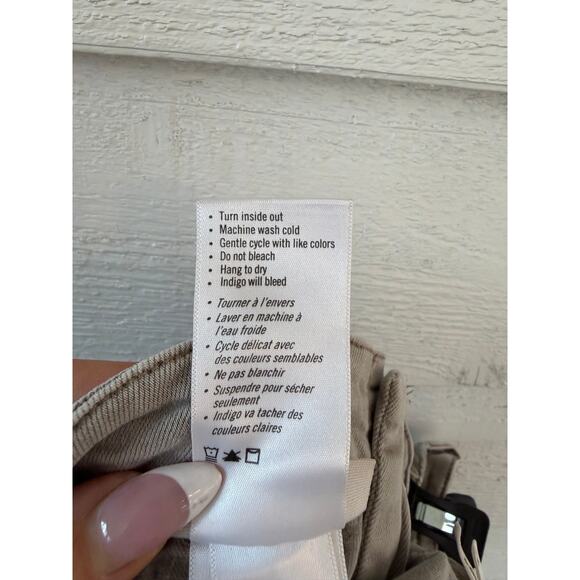 • Turn inside out
• Machine wash cold
• Gentle cycle with like colors
• Do not bleach
• Hang to dry
• Indigo will bleed
• Tourner à l'envers
• Laver en machine à
l'eau froide
• Cycle délicat avec
des couleurs semblables
• Ne pas blanchir
• Suspendre pour sécher
seulement
• Indigo va tacher des
couleurs claires